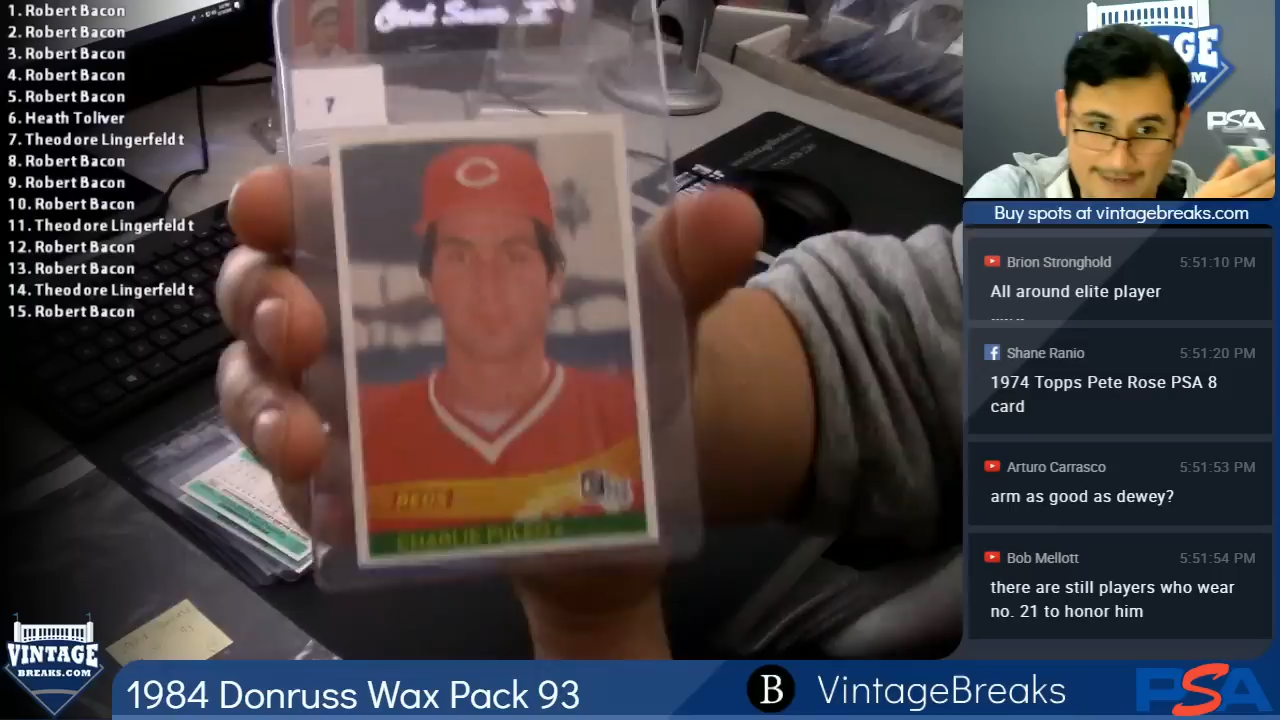 1. Robert Bacon
2. Robert Bacon
3. Robert Bacon
4. Robert Bacon
5. Robert Bacon
6. Heath Toliver
7. Theodore Lingerfeldt
8. Robert Bacon
9. Robert Bacon
10. Robert Bacon
11. Theodore Lingerfeldt
12. Robert Bacon
13. Robert Bacon
14. Theodore Lingerfeldt
15. Robert Bacon
7
C
REDS
CHARLIE PULEO P
PSA
Buy spots at vintagebreaks.com
Brion Stronghold 5:51:10 PM
All around elite player
Shane Ranio 5:51:20 PM
1974 Topps Pete Rose PSA 8
card
Arturo Carrasco 5:51:53 PM
arm as good as dewey?
Bob Mellott 5:51:54 PM
there are still players who wear
no. 21 to honor him
VINTAGE
BREAKS.COM
1984 Donruss Wax Pack 93
B VintageBreaks
PSA